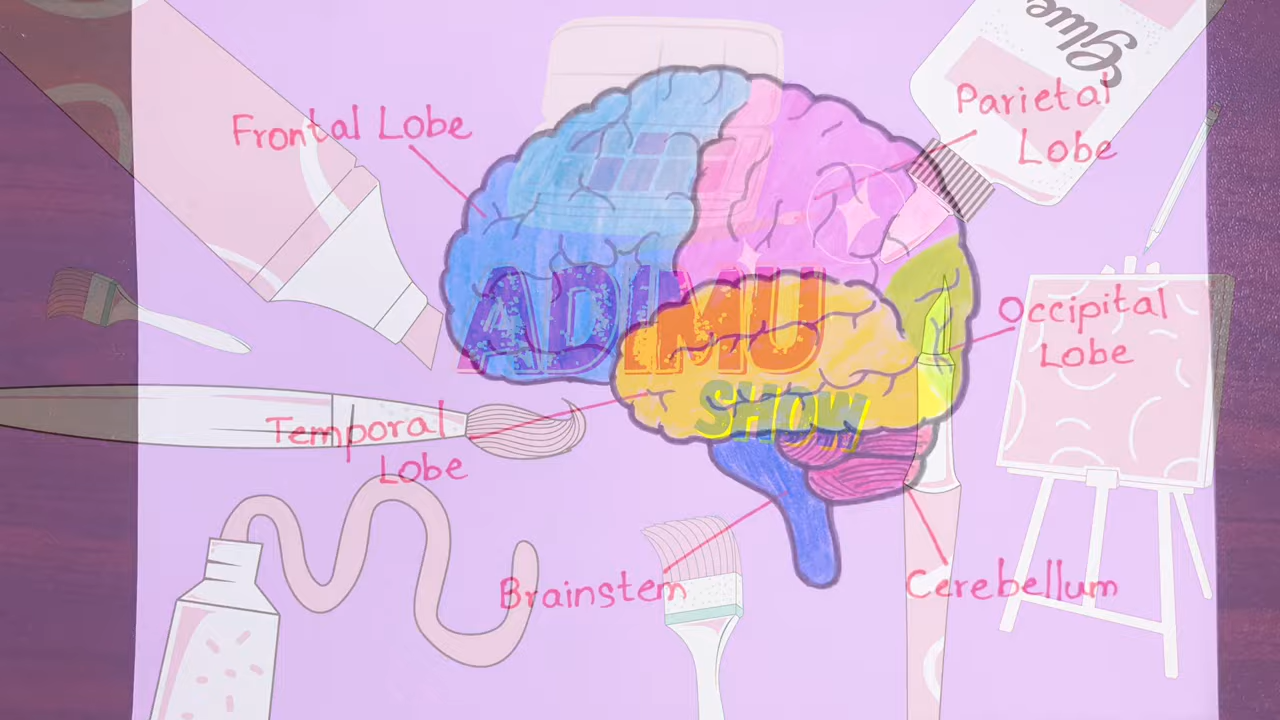 Glue
Parietal
Lobe
Frontal Lobe
ADIMU
SHOW
Occipital
Lobe
Temporal
Lobe
Brainstem
Cerebellum